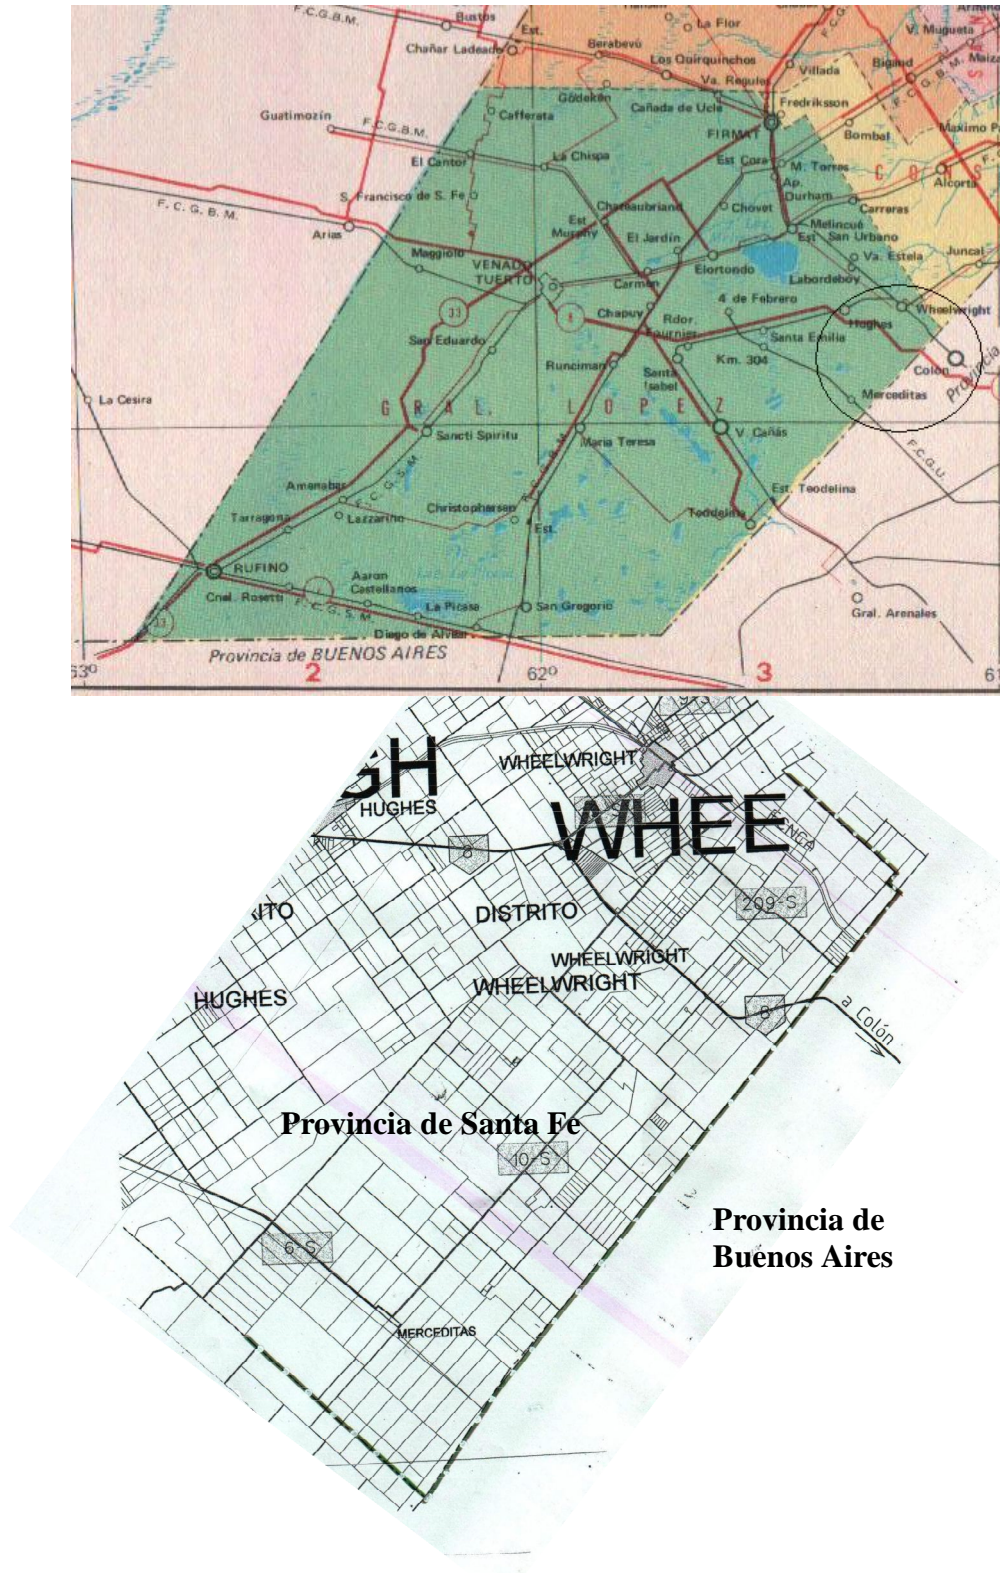 F.C.G.B.M.
Bustos
Est.
Chañar Ladeado
Berabevú
La Flor
Los Quirquinchos
V. Mugueta
Villada
Bigand
Va. Regules
F.C.G.B.M.
Gödeken
Cañada de Ucle
Fredriksson
Cafferata
Guatimozín
F.C.G.B.M.
FIRMAT
Bombal
El Cantor
La Chispa
Est Cora
M. Torres
C O N S
Ap.
Durham
Alcorta
S. Francisco de S. Fe
F. C. G. B. M.
Chateaubriand
Chovet
Carreras
Est
Murphy
Melincué
Est
San Urbano
Arias
El Jardín
Maggiolo
VENADO
TUERTO
Elortondo
Va. Estela
Juncal
Labordeboy
Carmen
4 de Febrero
Wheelwright
33
8
Chapuy
Rdor.
Fournier
Hughes
San Eduardo
Santa Emilia
Km. 304
Runciman
Santa
Isabel
Colón
Provincia
Merceditas
La Cesira
GRAL. LOPEZ
Sancti Spiritu
María Teresa
V. Cañás
F.C.G.B.M.
F.C.G.U.
F.C.G.S.M.
Amenabar
Christophersen
Est. Teodelina
Lazzarino
Tarragona
Est.
Teodelina
RUFINO
Aaron
Castellanos
Cnel. Rosetti
7
F.C.G.S.M.
La Picasa
San Gregorio
Gral. Arenales
33
Diego de Alvear
Provincia de BUENOS AIRES
63º
2
62º
3
GH
WHEELWRIGHT
HUGHES
WHEE
8
DISTRITO
209-S
WHEELWRIGHT
WHEELWRIGHT
HUGHES
8
a Colón
Provincia de Santa Fe
10-S
Provincia de
Buenos Aires
6-S
MERCEDITAS